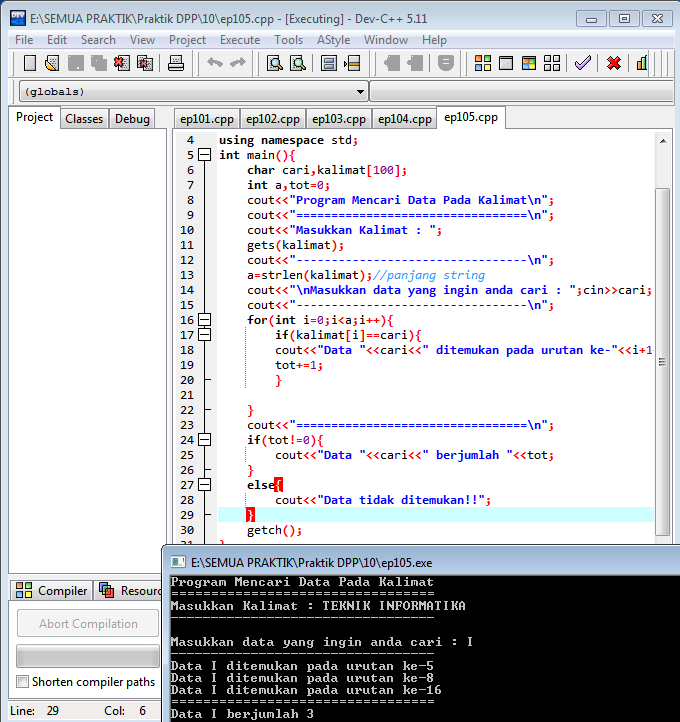 E:\SEMUA PRAKTIK\Praktik DPP\10\ep105.cpp - [Executing] - Dev-C++ 5.11
File Edit Search View Project Execute Tools AStyle Window Help
(globals)
Project Classes Debug
ep101.cpp ep102.cpp ep103.cpp ep104.cpp ep105.cpp
4 using namespace std;
5 int main(){
6 char cari,kalimat[100];
7 int a,tot=0;
8 cout<<"Program Mencari Data Pada Kalimat\n";
9 cout<<"=================================\n";
10 cout<<"Masukkan Kalimat : ";
11 gets(kalimat);
12 cout<<"---------------------------------\n";
13 a=strlen(kalimat);//panjang string
14 cout<<"\nMasukkan data yang ingin anda cari : ";cin>>cari;
15 cout<<"---------------------------------\n";
16 for(int i=0;i<a;i++){
17 if(kalimat[i]==cari){
18 cout<<"Data "<<cari<<" ditemukan pada urutan ke-"<<i+1
19 tot+=1;
20 }
21
22 }
23 cout<<"=================================\n";
24 if(tot!=0){
25 cout<<"Data "<<cari<<" berjumlah "<<tot;
26 }
27 else{
28 cout<<"Data tidak ditemukan!!";
29 }
30 getch();
Compiler Resourc
Abort Compilation
Shorten compiler paths
Line: 29 Col: 6
E:\SEMUA PRAKTIK\Praktik DPP\10\ep105.exe
Program Mencari Data Pada Kalimat
=================================
Masukkan Kalimat : TEKNIK INFORMATIKA
---------------------------------
Masukkan data yang ingin anda cari : I
---------------------------------
Data I ditemukan pada urutan ke-5
Data I ditemukan pada urutan ke-8
Data I ditemukan pada urutan ke-16
=================================
Data I berjumlah 3